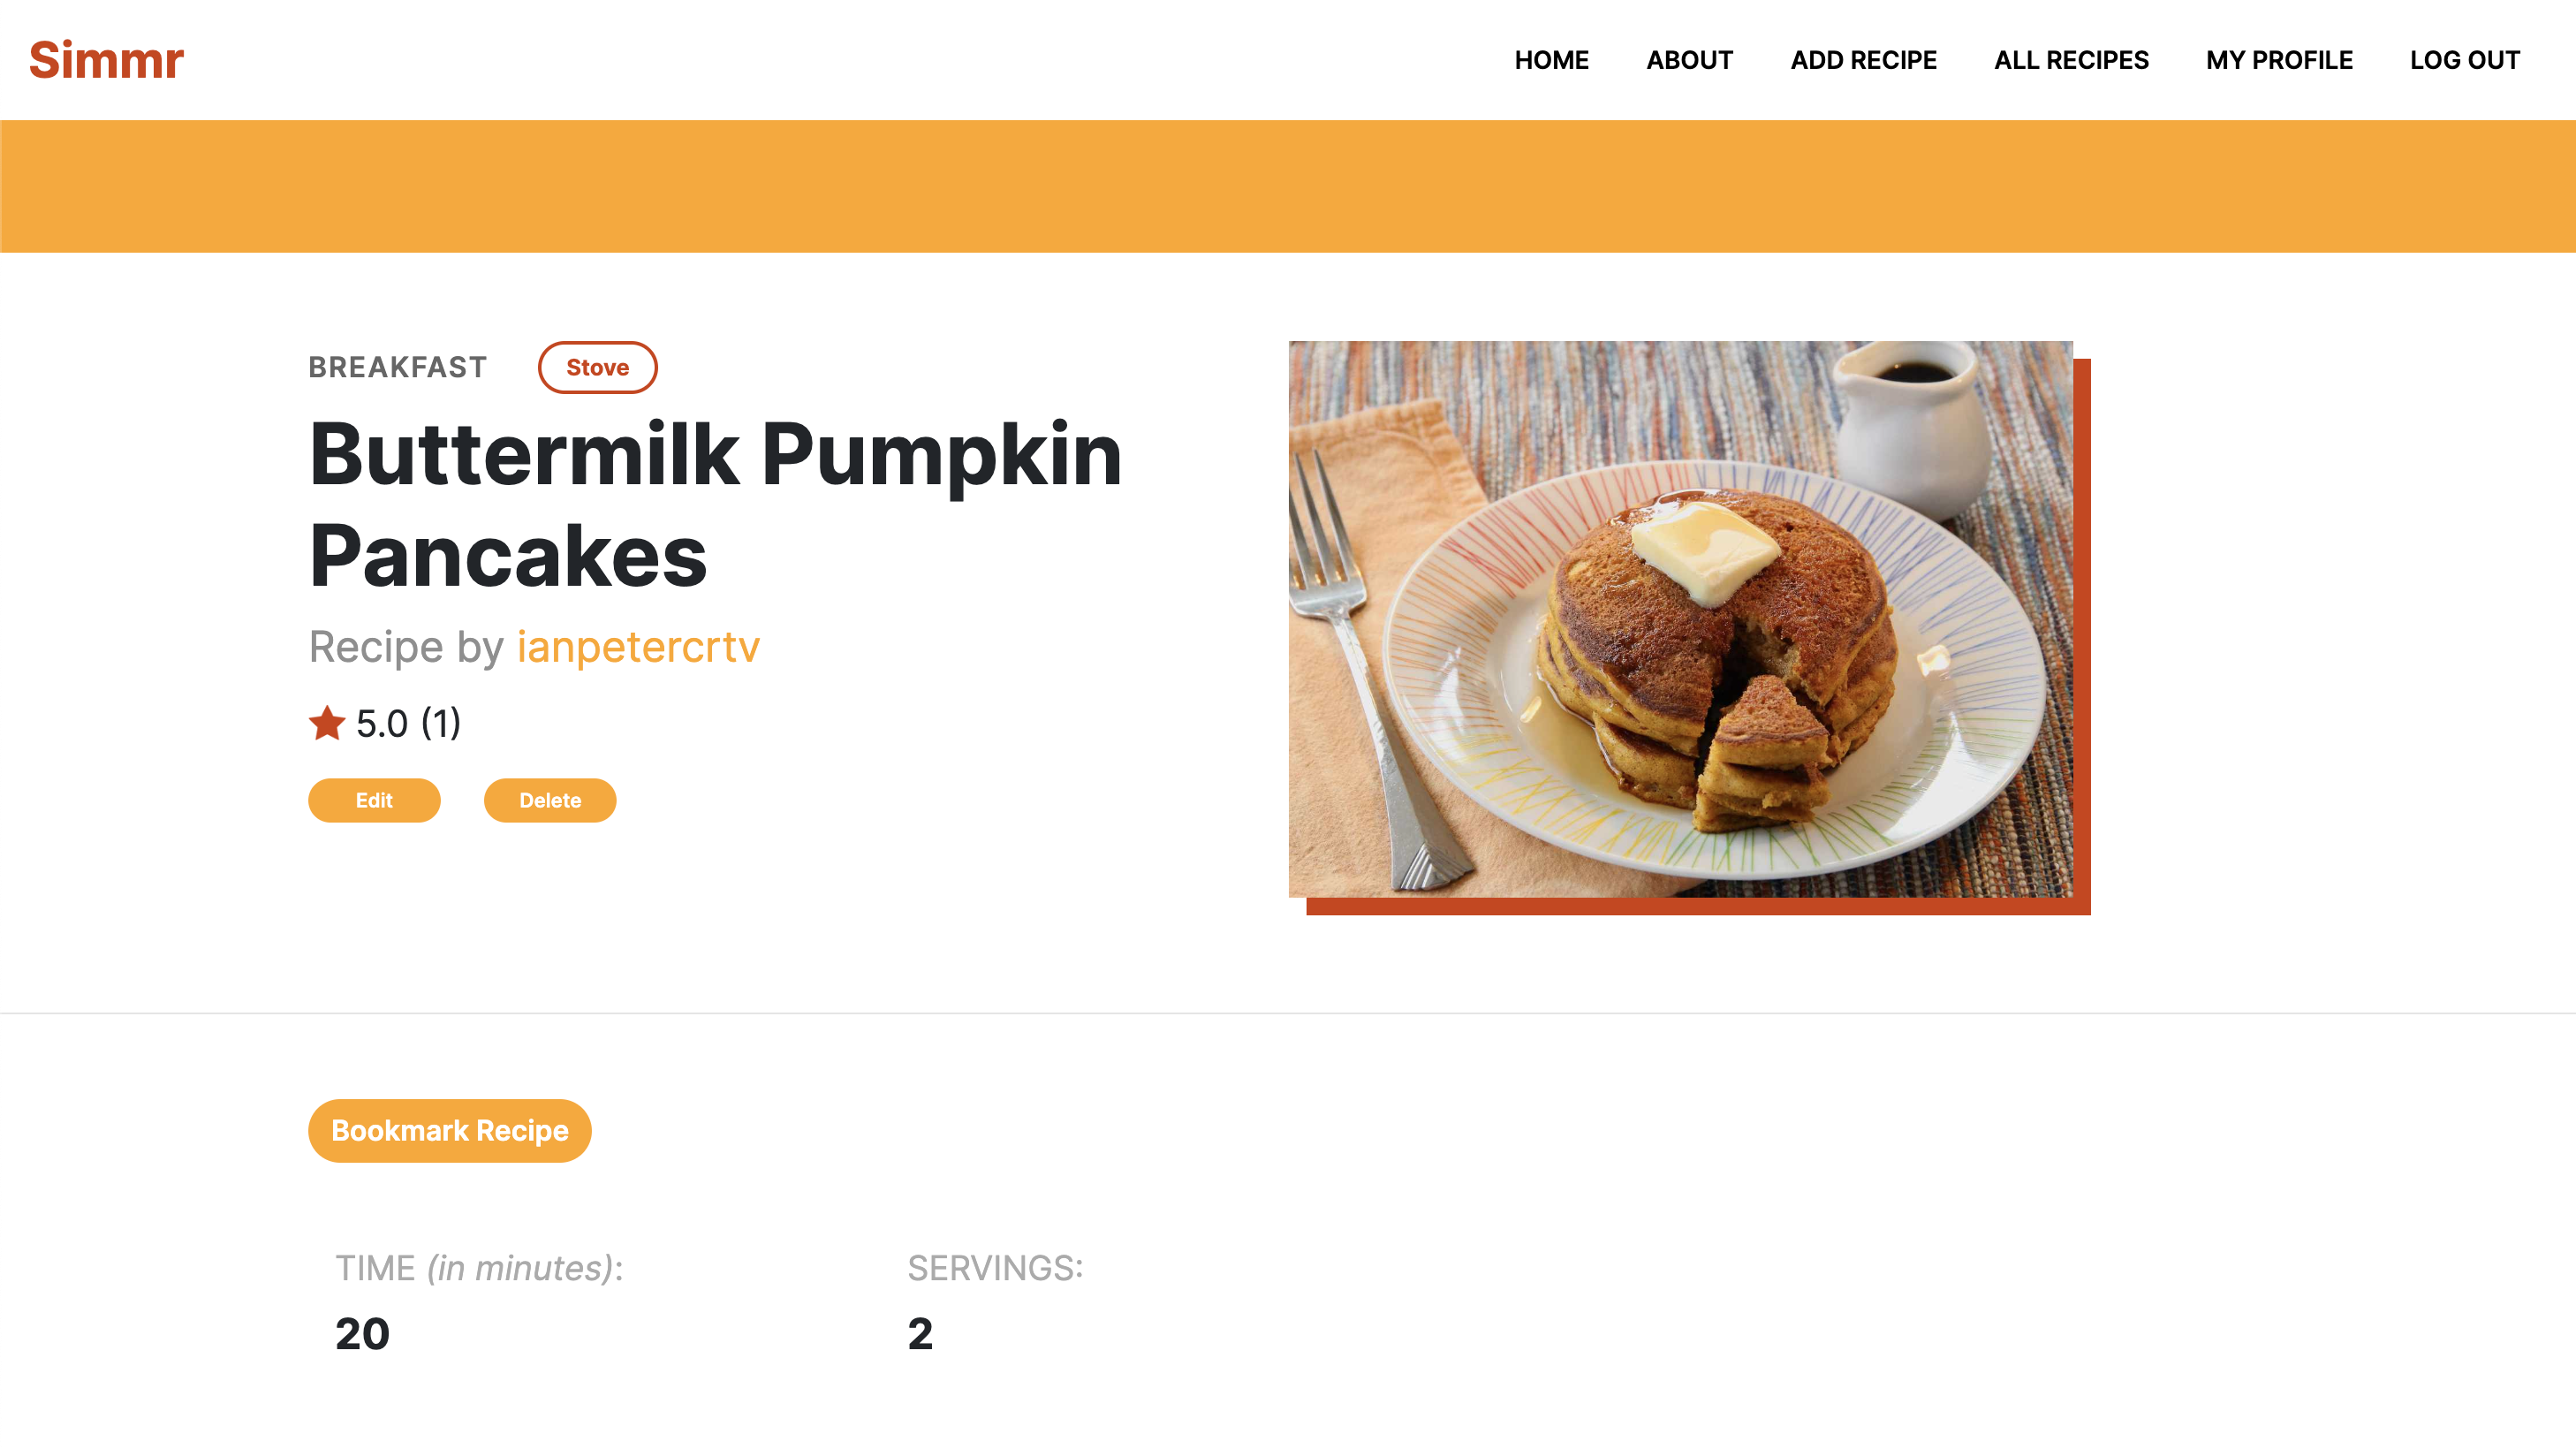 Simmr
HOME ABOUT ADD RECIPE ALL RECIPES MY PROFILE LOG OUT
BREAKFAST Stove
Buttermilk Pumpkin
Pancakes
Recipe by ianpetercrtv
5.0 (1)
Edit Delete
Bookmark Recipe
TIME (in minutes): SERVINGS:
20 2